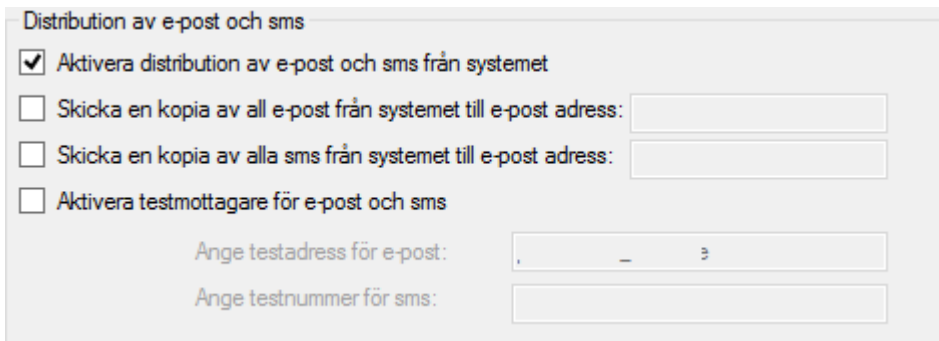 Distribution av e-post och sms
Aktivera distribution av e-post och sms från systemet
Skicka en kopia av all e-post från systemet till e-post adress:
Skicka en kopia av alla sms från systemet till e-post adress:
Aktivera testmottagare för e-post och sms
Ange testadress för e-post:
Ange testnummer för sms: